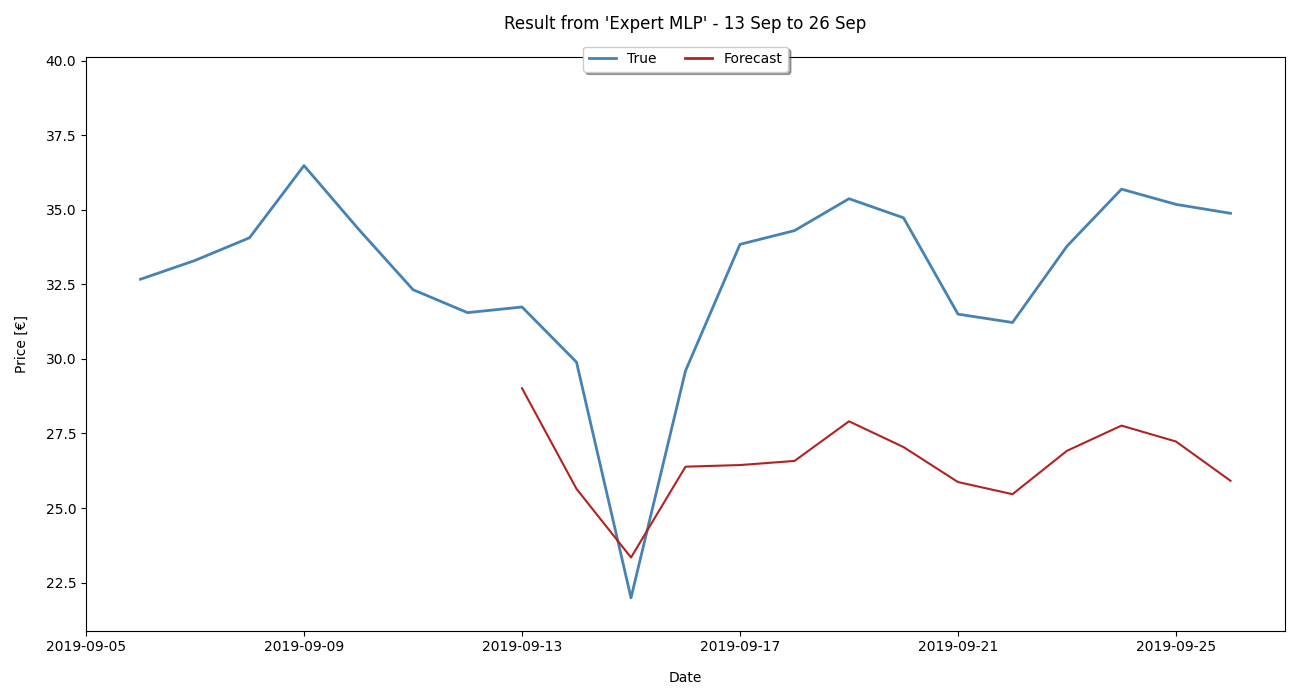 Result from 'Expert MLP' - 13 Sep to 26 Sep
True Forecast
40.0
37.5
35.0
32.5
30.0
27.5
25.0
22.5
Price [€]
2019-09-05 2019-09-09 2019-09-13 2019-09-17 2019-09-21 2019-09-25
Date